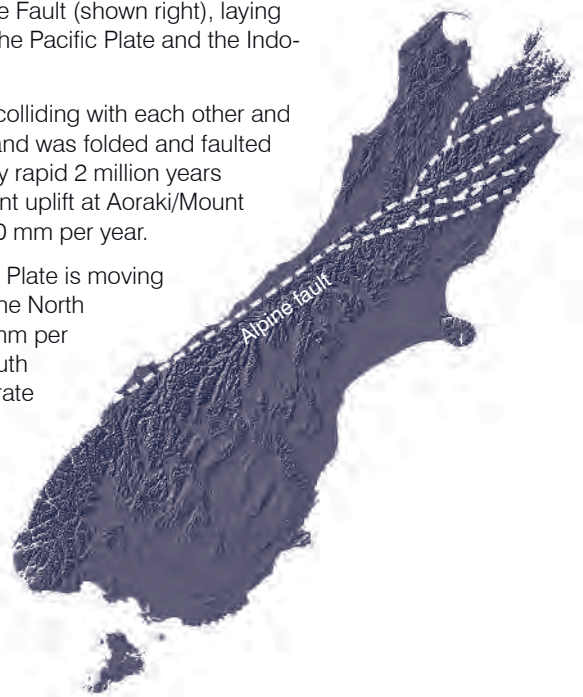 e Fault (shown right), laying
he Pacific Plate and the Indo-
colliding with each other and
and was folded and faulted
y rapid 2 million years
nt uplift at Aoraki/Mount
0 mm per year.
Plate is moving
he North
mm per
uth
rate
Alpine fault